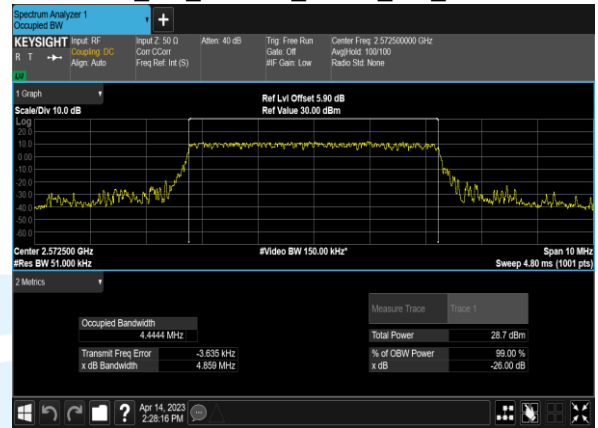 Spectrum Analyzer 1
Occupied BW
+
KEYSIGHT Input: RF Input Z: 50 Ω Atten: 40 dB Trig: Free Run Center Freq: 2.572500000 GHz
R T Coupling: DC Corr CCorr Gate: Off Avg|Hold: 100/100
Align: Auto Freq Ref: Int (S) #IF Gain: Low Radio Std: None
LW
1 Graph
Ref Lvl Offset 5.90 dB
Scale/Div 10.0 dB Ref Value 30.00 dBm
Log
20.0
10.0
0.00
-10.0
-20.0
-30.0
-40.0
-50.0
-60.0
Center 2.572500 GHz #Video BW 150.00 kHz* Span 10 MHz
#Res BW 51.000 kHz Sweep 4.80 ms (1001 pts)
2 Metrics
Measure Trace Trace 1
Occupied Bandwidth
4.4444 MHz Total Power 28.7 dBm
Transmit Freq Error -3.635 kHz % of OBW Power 99.00 %
x dB Bandwidth 4.859 MHz x dB -26.00 dB
? Apr 14, 2023
2:28:16 PM